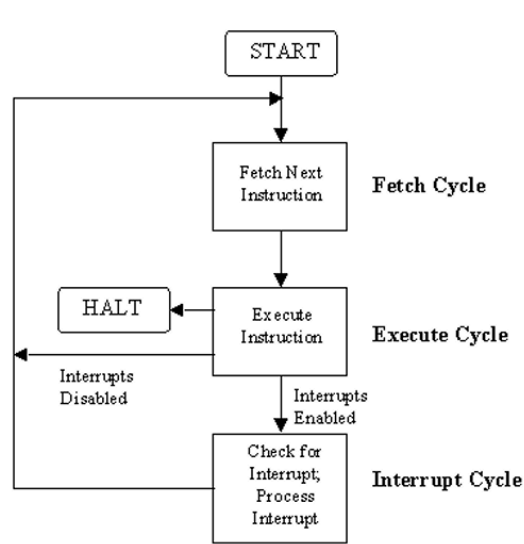 START
Fetch Next
Instruction
Fetch Cycle
HALT
Execute
Instruction
Execute Cycle
Interrupts
Disabled
Interrupts
Enabled
Check for
Interrupt;
Process
Interrupt
Interrupt Cycle